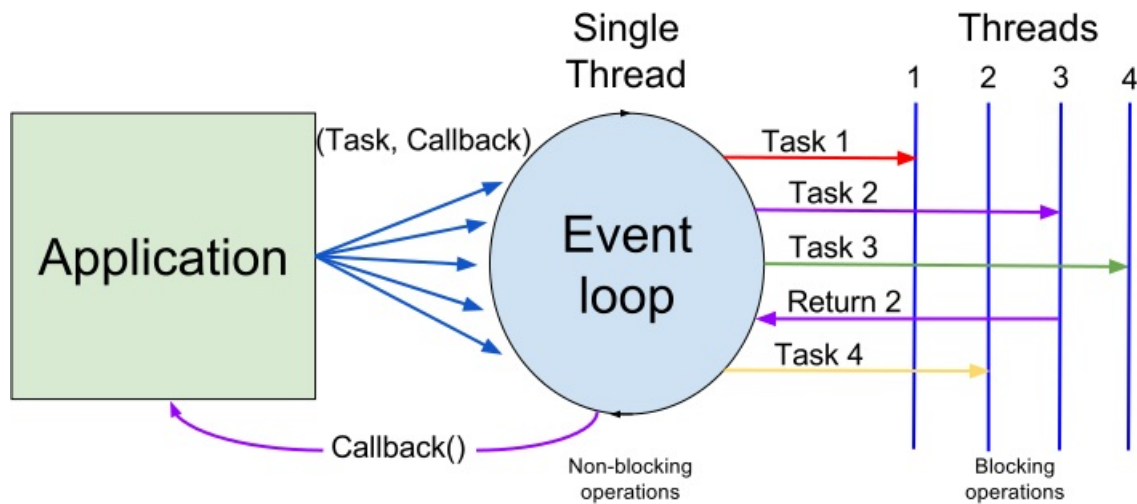 Single
Thread
Threads
1 2 3 4
(Task, Callback)
Application
Event
loop
Task 1
Task 2
Task 3
Return 2
Task 4
Callback()
Non-blocking
operations
Blocking
operations